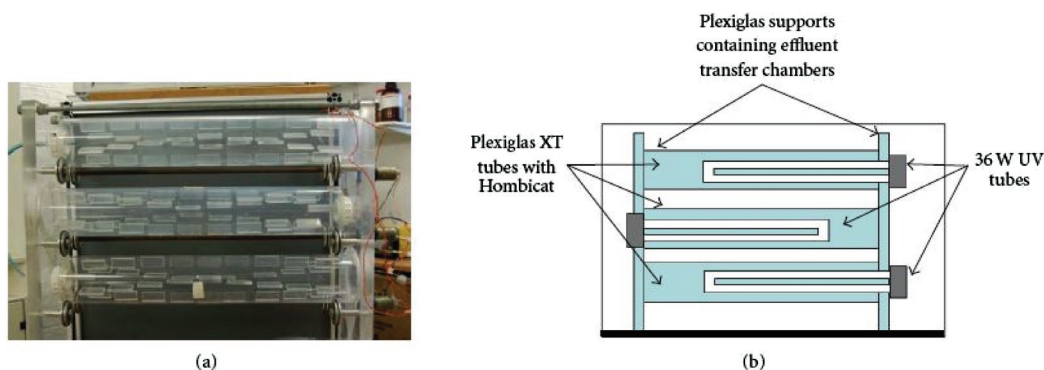 Plexiglas supports
containing effluent
transfer chambers
Plexiglas XT
tubes with
Hombicat
36 W UV
tubes
(a)
(b)